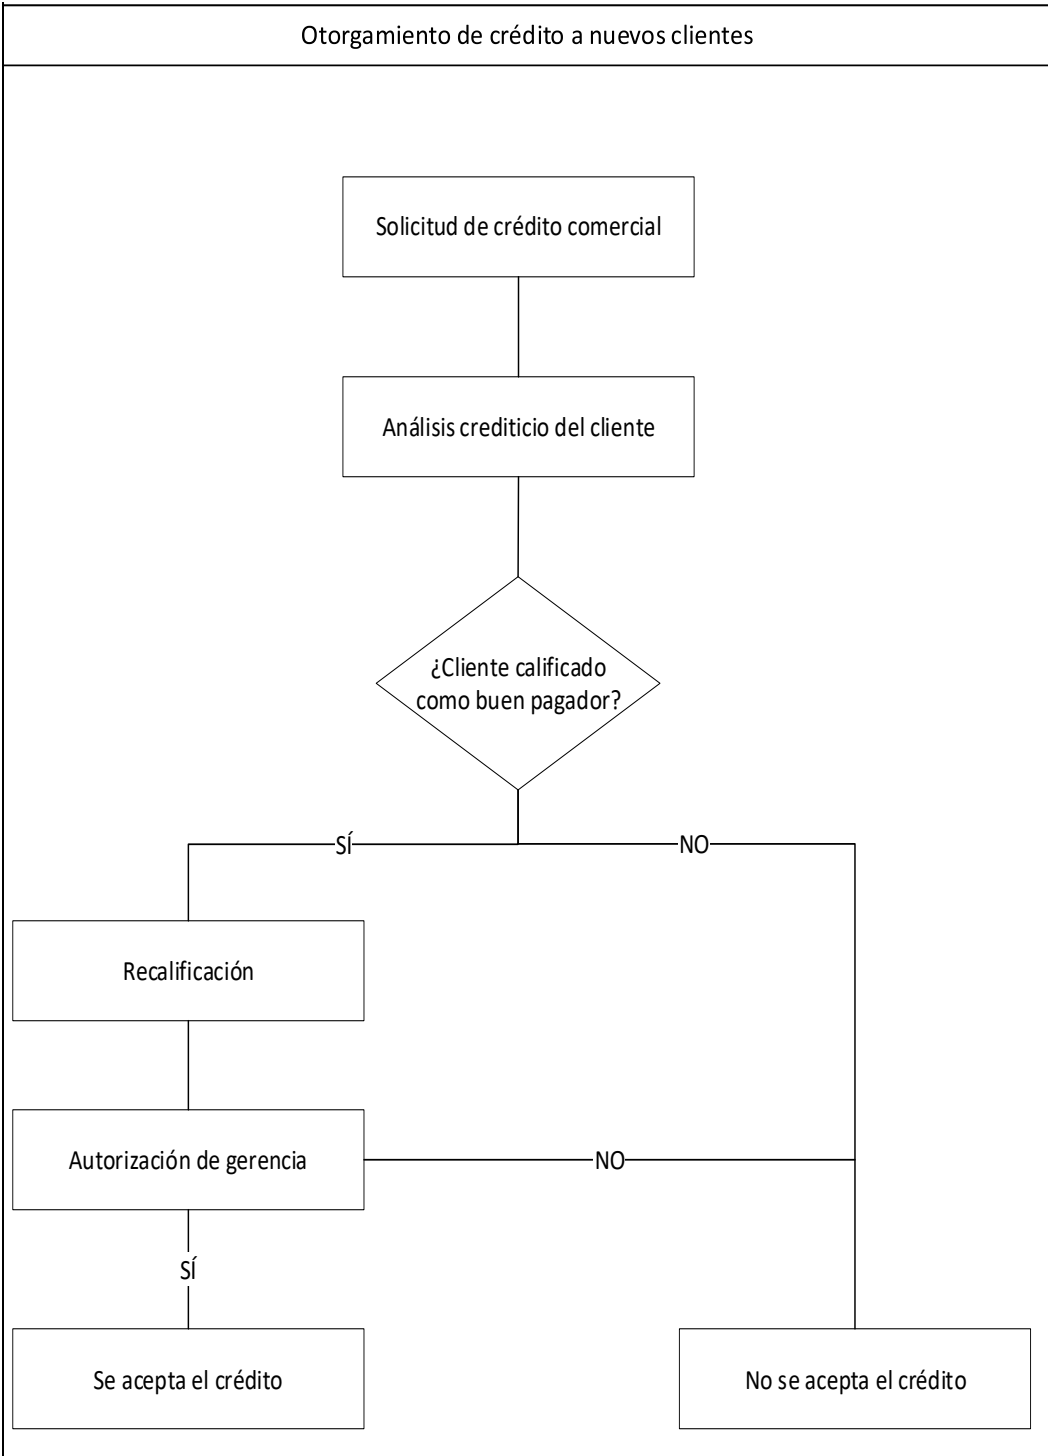 Otorgamiento de crédito a nuevos clientes
Solicitud de crédito comercial
Análisis crediticio del cliente
¿Cliente calificado
como buen pagador?
SÍ
NO
Recalificación
Autorización de gerencia
NO
SÍ
Se acepta el crédito
No se acepta el crédito